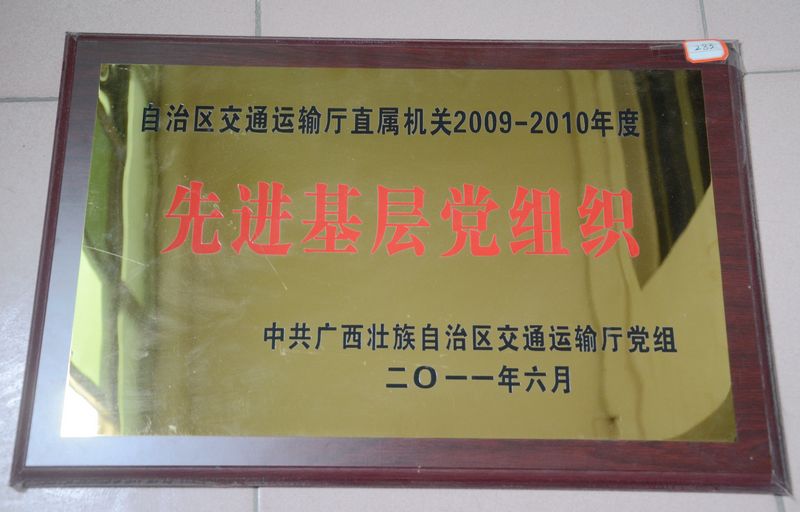 235
自治区交通运输厅直属机关2009-2010年度
先进基层党组织
中共广西壮族自治区交通运输厅党组
二〇一一年六月